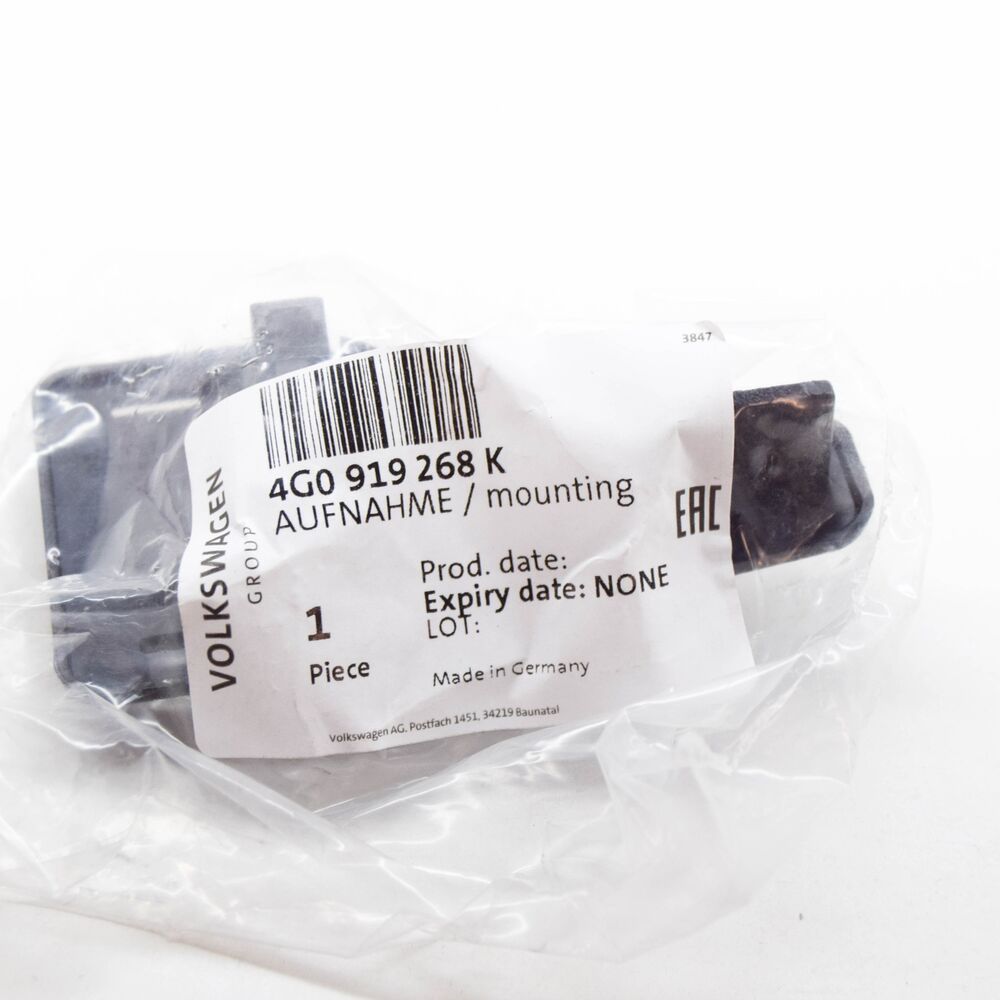 3847
4G0 919 268 K
AUFNAHME / mounting
EAC
VOLKSWAGEN
GROUP
Prod. date:
Expiry date: NONE
LOT:
1
Piece
Made in Germany
Volkswagen AG, Postfach 1451, 34219 Baunatal